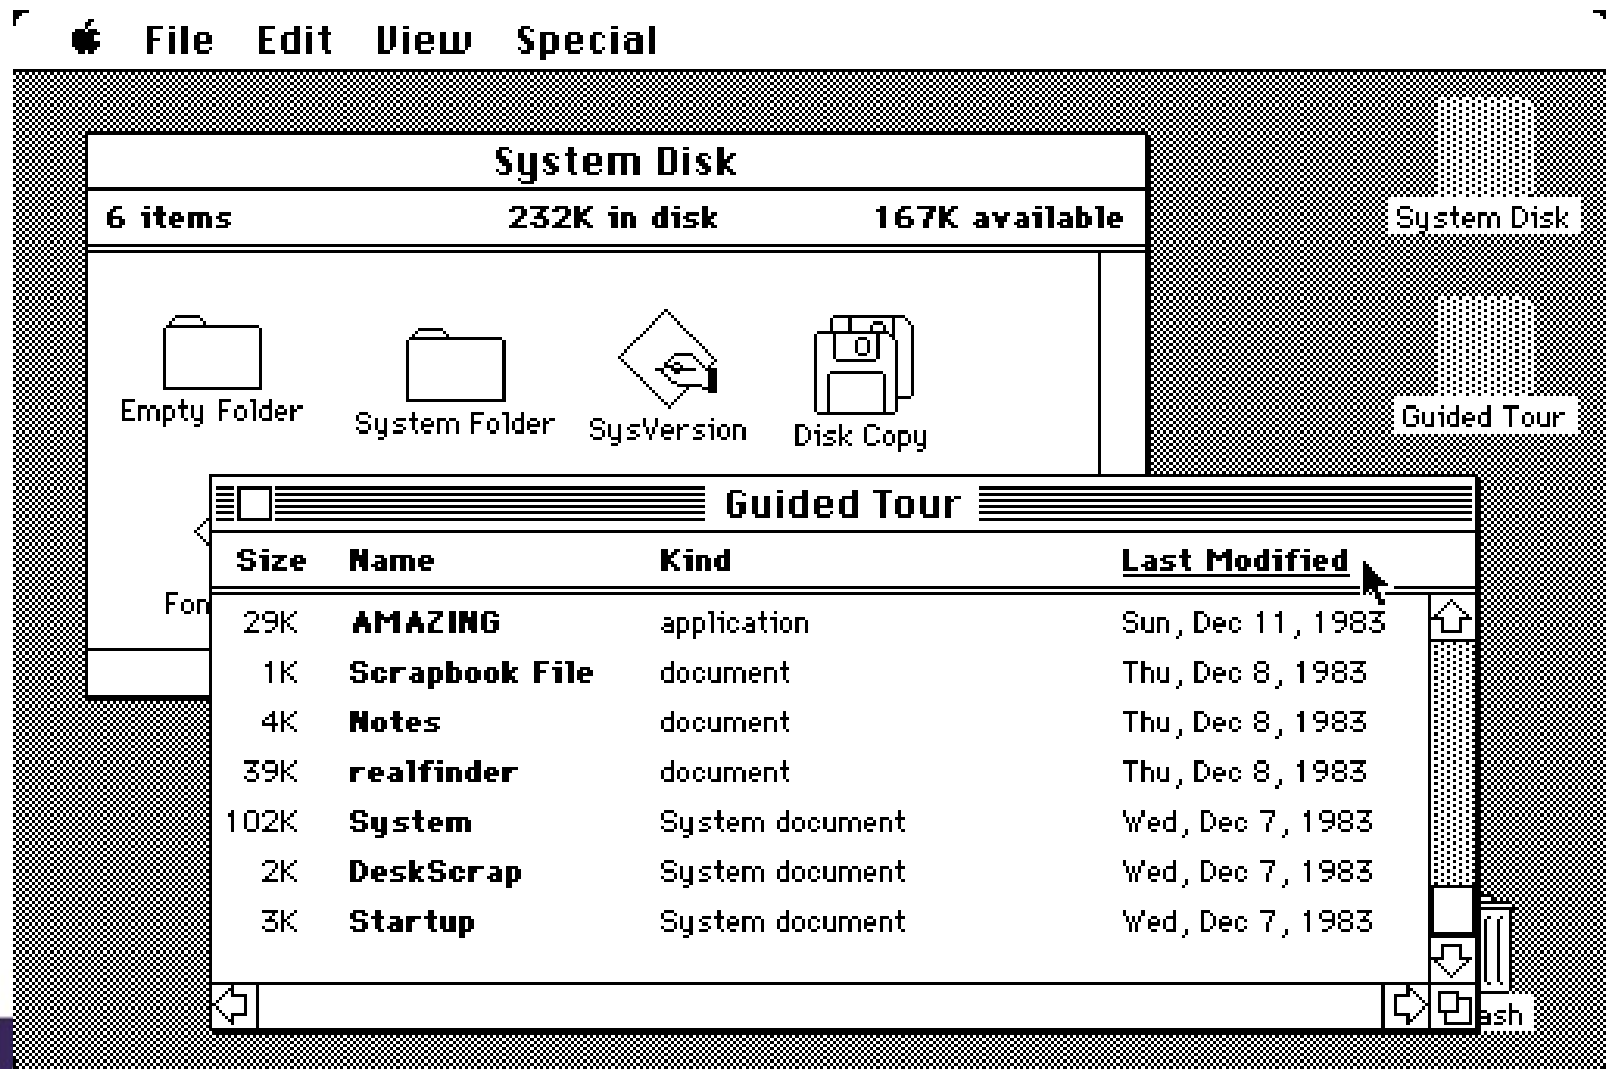 File Edit View Special
System Disk
6 items 232K in disk 167K available
System Disk
Empty Folder System Folder SysVersion Disk Copy
Guided Tour
Guided Tour
Size Name Kind Last Modified
29K AMAZING application Sun, Dec 11, 1983
1K Scrapbook File document Thu, Dec 8, 1983
4K Notes document Thu, Dec 8, 1983
39K realfinder document Thu, Dec 8, 1983
102K System System document Wed, Dec 7, 1983
2K DeskScrap System document Wed, Dec 7, 1983
3K Startup System document Wed, Dec 7, 1983